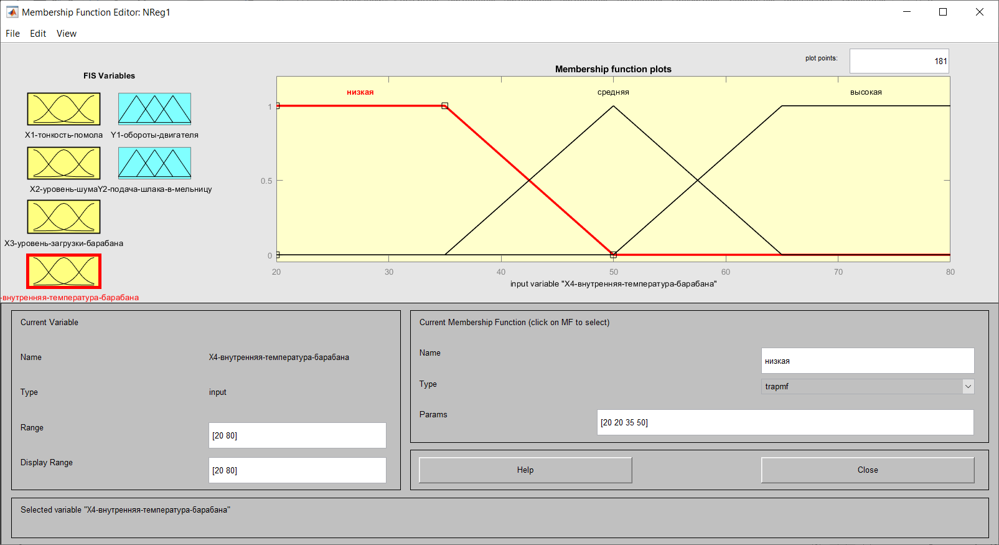 Membership Function Editor: NReg1
File Edit View
plot points: 181
FIS Variables
Membership function plots
низкая средняя высокая
X1-тонкость-помола Y1-обороты-двигателя
X2-уровень-шума Y2-подача-шлака-в-мельницу
X3-уровень-загрузки-барабана
-внутренняя-температура-барабана
1
0.5
0
20 30 40 50 60 70 80
input variable "X4-внутренняя-температура-барабана"
Current Variable
Name X4-внутренняя-температура-барабана
Type input
Range [20 80]
Display Range [20 80]
Current Membership Function (click on MF to select)
Name низкая
Type trapmf
Params [20 20 35 50]
Help Close
Selected variable "X4-внутренняя-температура-барабана"